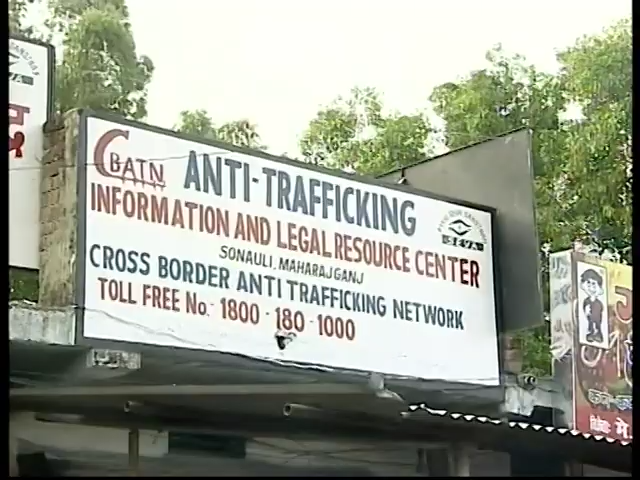 CBATN ANTI-TRAFFICKING
INFORMATION AND LEGAL RESOURCE CENTER
SONAULI, MAHARAJGANJ
CROSS BORDER ANTI TRAFFICKING NETWORK
TOLL FREE No. 1800 - 180 - 1000
SEVA